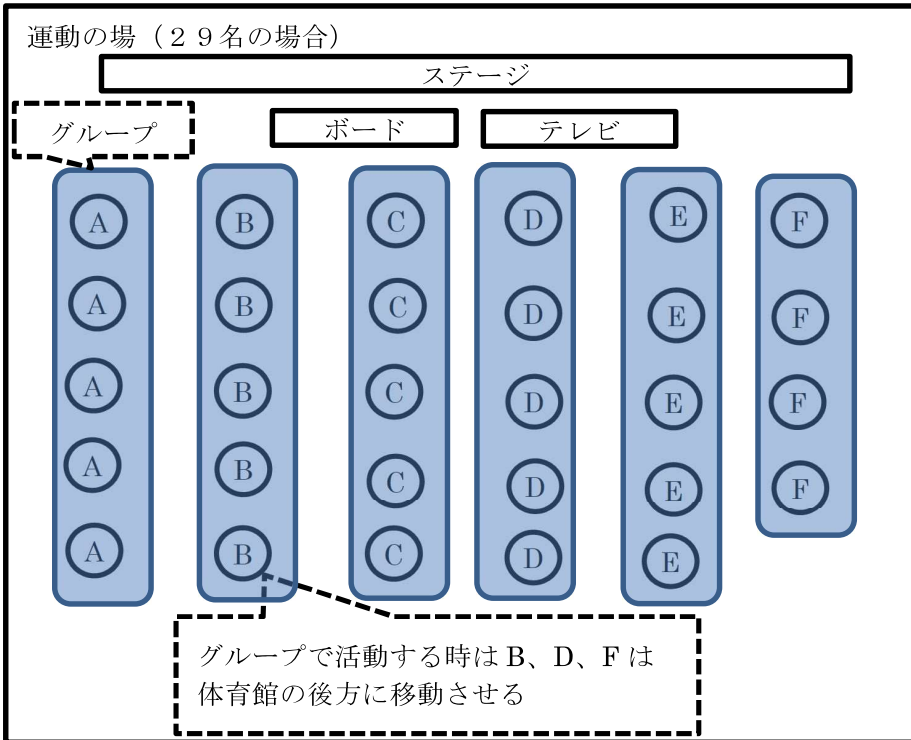 運動の場（２９名の場合）
ステージ
グループ
ボード
テレビ
A B C D E F
A B C D E F
A B C D E F
A B C D E F
A B C D E
グループで活動する時は B、D、F は
体育館の後方に移動させる